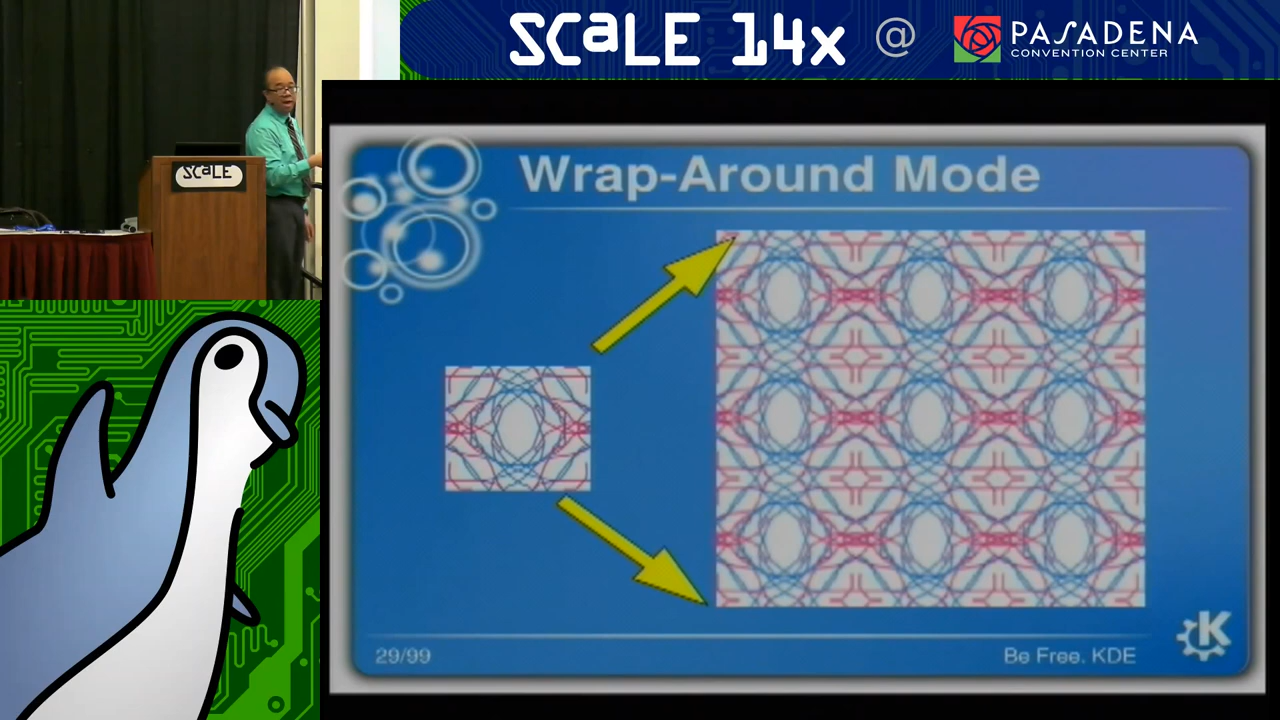 SCaLE 14x @ PASADENA
CONVENTION CENTER
SCaLE
Wrap-Around Mode
29/99
Be Free. KDE
K